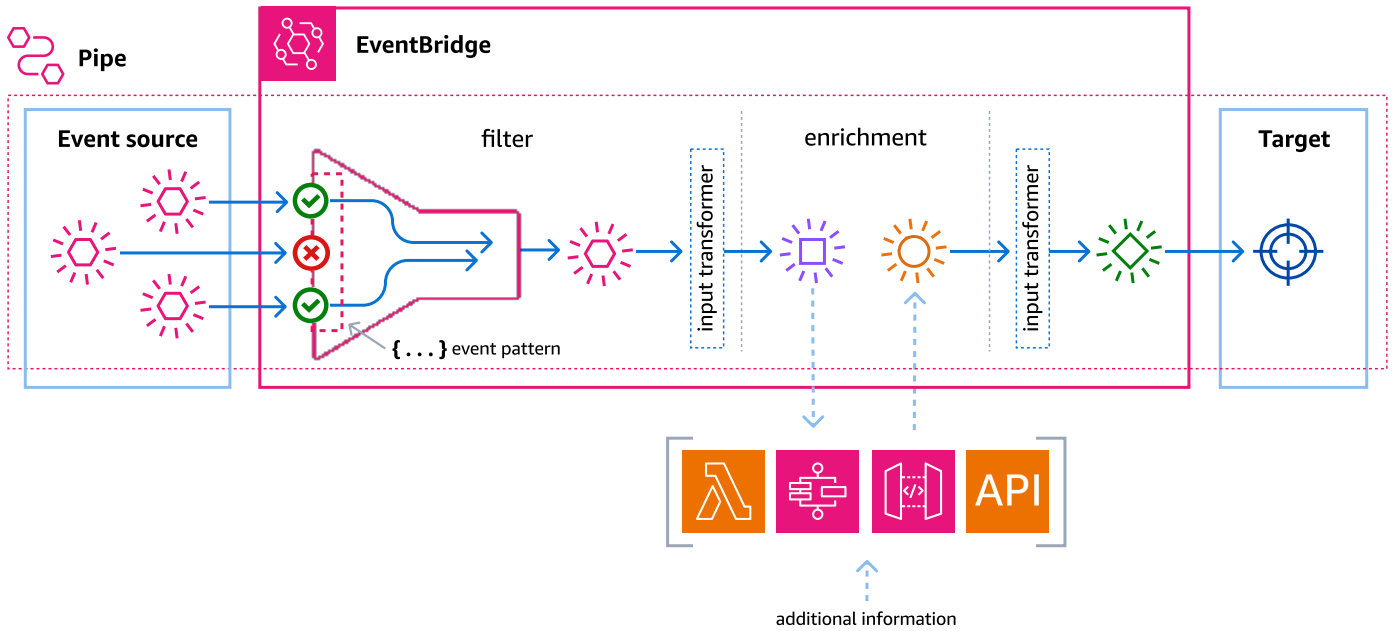 Pipe
EventBridge
Event source
filter
input transformer
enrichment
input transformer
Target
{...} event pattern
API
additional information